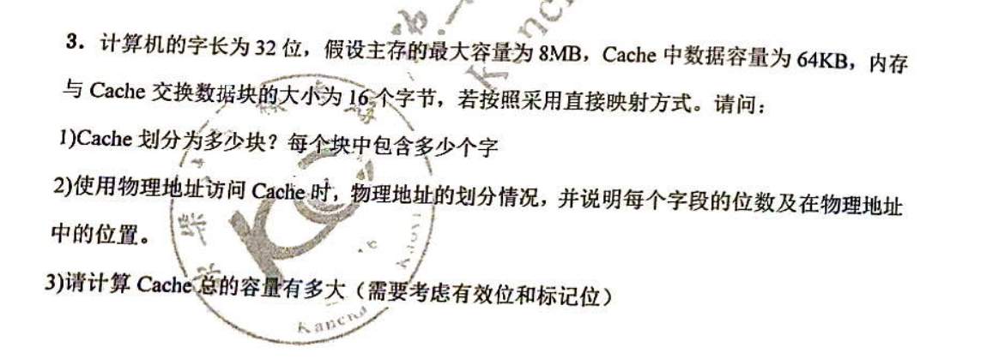 3. 计算机的字长为 32 位，假设主存的最大容量为 8MB，Cache 中数据容量为 64KB，内存
与 Cache 交换数据块的大小为 16 个字节，若按照采用直接映射方式。请问：
1)Cache 划分为多少块？每个块中包含多少个字
2)使用物理地址访问 Cache 时，物理地址的划分情况，并说明每个字段的位数及在物理地址
中的位置。
3)请计算 Cache 总的容量有多大（需要考虑有效位和标记位）